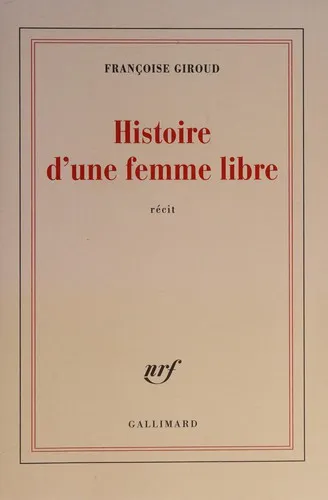 FRANÇOISE GIROUD
Histoire
d'une femme libre
récit
nrf
GALLIMARD